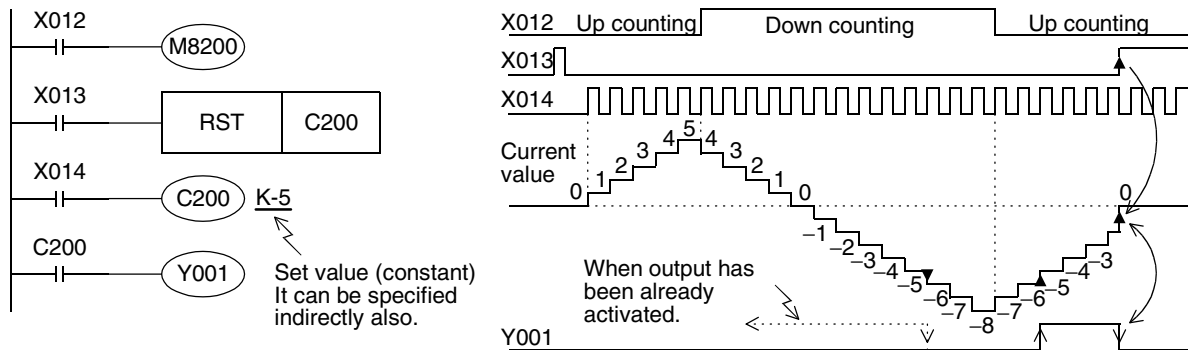 X012
M8200
X013
RST C200
X014
C200 K-5
C200
Y001
Set value (constant)
It can be specified
indirectly also.
X012 Up counting Down counting Up counting
X013
X014
Current
value
0 1 2 3 4 5 4 3 2 1 0
−1 −2 −3 −4 −5 −6 −7 −8 −7 −6 −5 −4 −3 0
When output has
been already
activated.
Y001